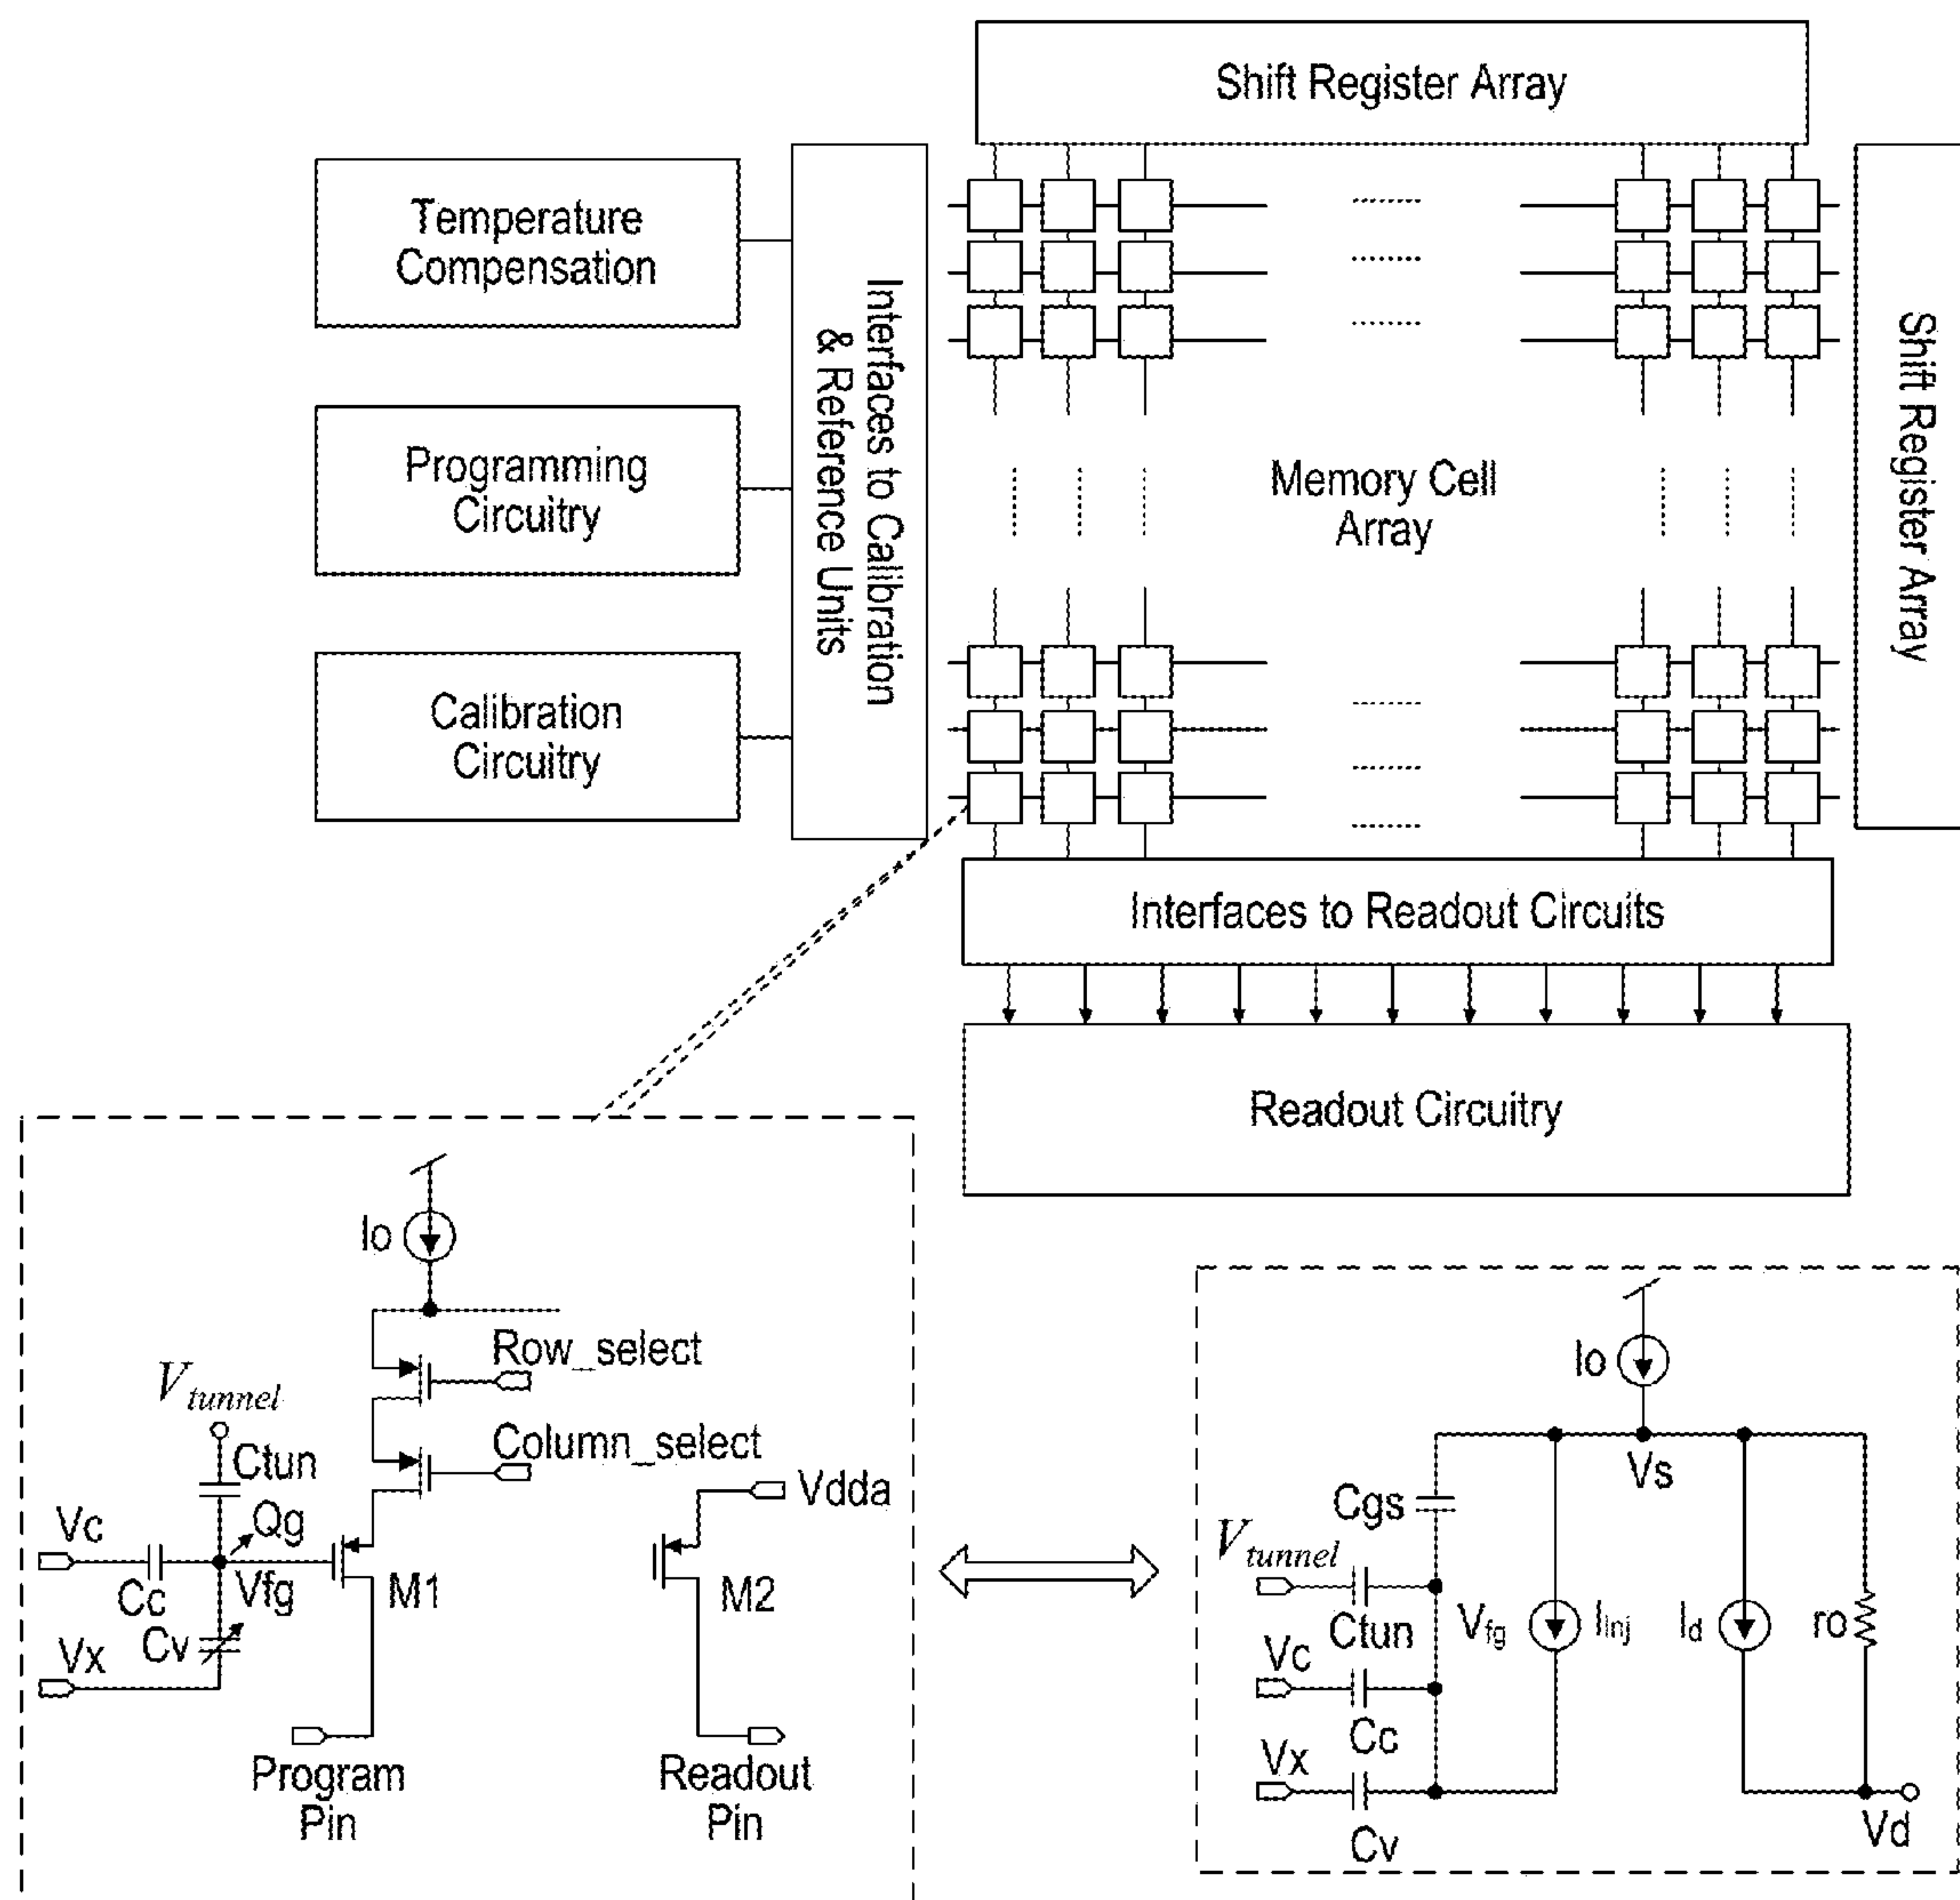 Shift Register Array
Temperature
Compensation
Programming
Circuitry
Calibration
Circuitry
Interfaces to Calibration
& Reference Units
Memory Cell
Array
Shift Register Array
Interfaces to Readout Circuits
Readout Circuitry
Io
Row_select
Column_select
Vtunnel
Ctun
Vc
Qg
Cc
Vfg
Cv
Vx
M1
Vdda
M2
Program
Pin
Readout
Pin
Io
Vs
Cgs
Vtunnel
Ctun
Vfg
Iinj
Id
ro
Vc
Cc
Vx
Cv
Vd